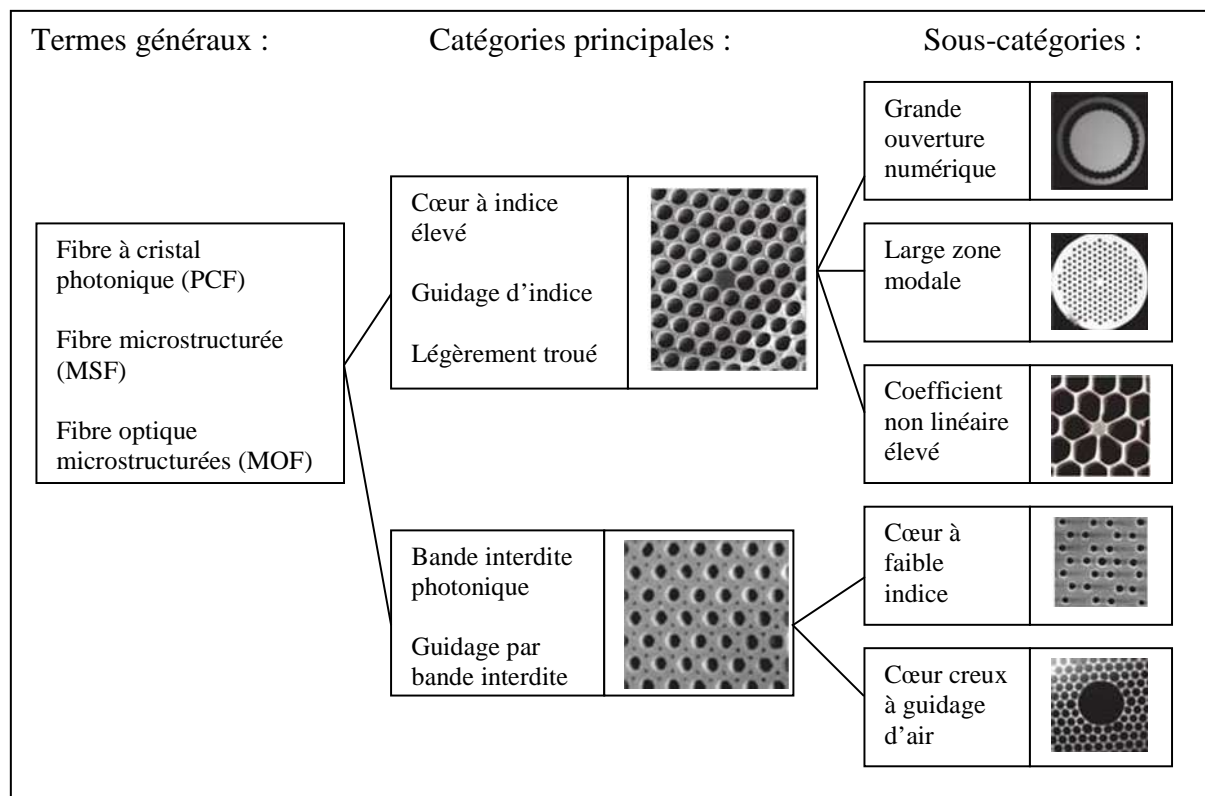 Termes généraux :
Catégories principales :
Sous-catégories :
Fibre à cristal
photonique (PCF)
Fibre microstructurée
(MSF)
Fibre optique
microstructurées (MOF)
Cœur à indice
élevé
Guidage d’indice
Légèrement troué
Bande interdite
photonique
Guidage par
bande interdite
Grande
ouverture
numérique
Large zone
modale
Coefficient
non linéaire
élevé
Cœur à
faible
indice
Cœur creux
à guidage
d’air